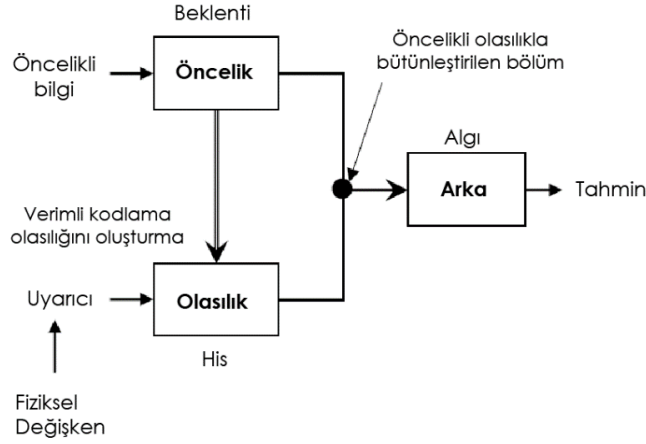 Beklenti
Öncelikli
bilgi
Öncelik
Öncelikli olasılıkla
bütünleştirilen bölüm
Algı
Arka
Tahmin
Verimli kodlama
olasılığını oluşturma
Uyarıcı
Olasılık
His
Fiziksel
Değişken